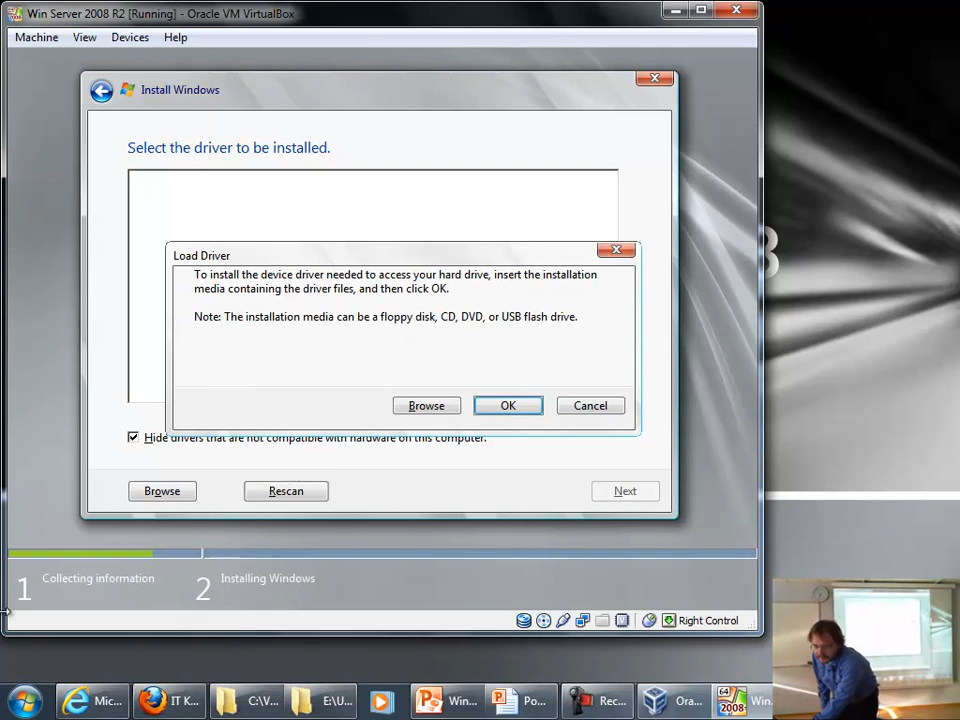 Win Server 2008 R2 [Running] - Oracle VM VirtualBox
Machine View Devices Help
Install Windows
Select the driver to be installed.
Load Driver
To install the device driver needed to access your hard drive, insert the installation
media containing the driver files, and then click OK.
Note: The installation media can be a floppy disk, CD, DVD, or USB flash drive.
Browse OK Cancel
Hide drivers that are not compatible with hardware on this computer.
Browse Rescan Next
1 Collecting information 2 Installing Windows
Right Control
Mic... IT K... C:\V... E:\U... Win... Po... Rec... Ora... 64 2008 Win